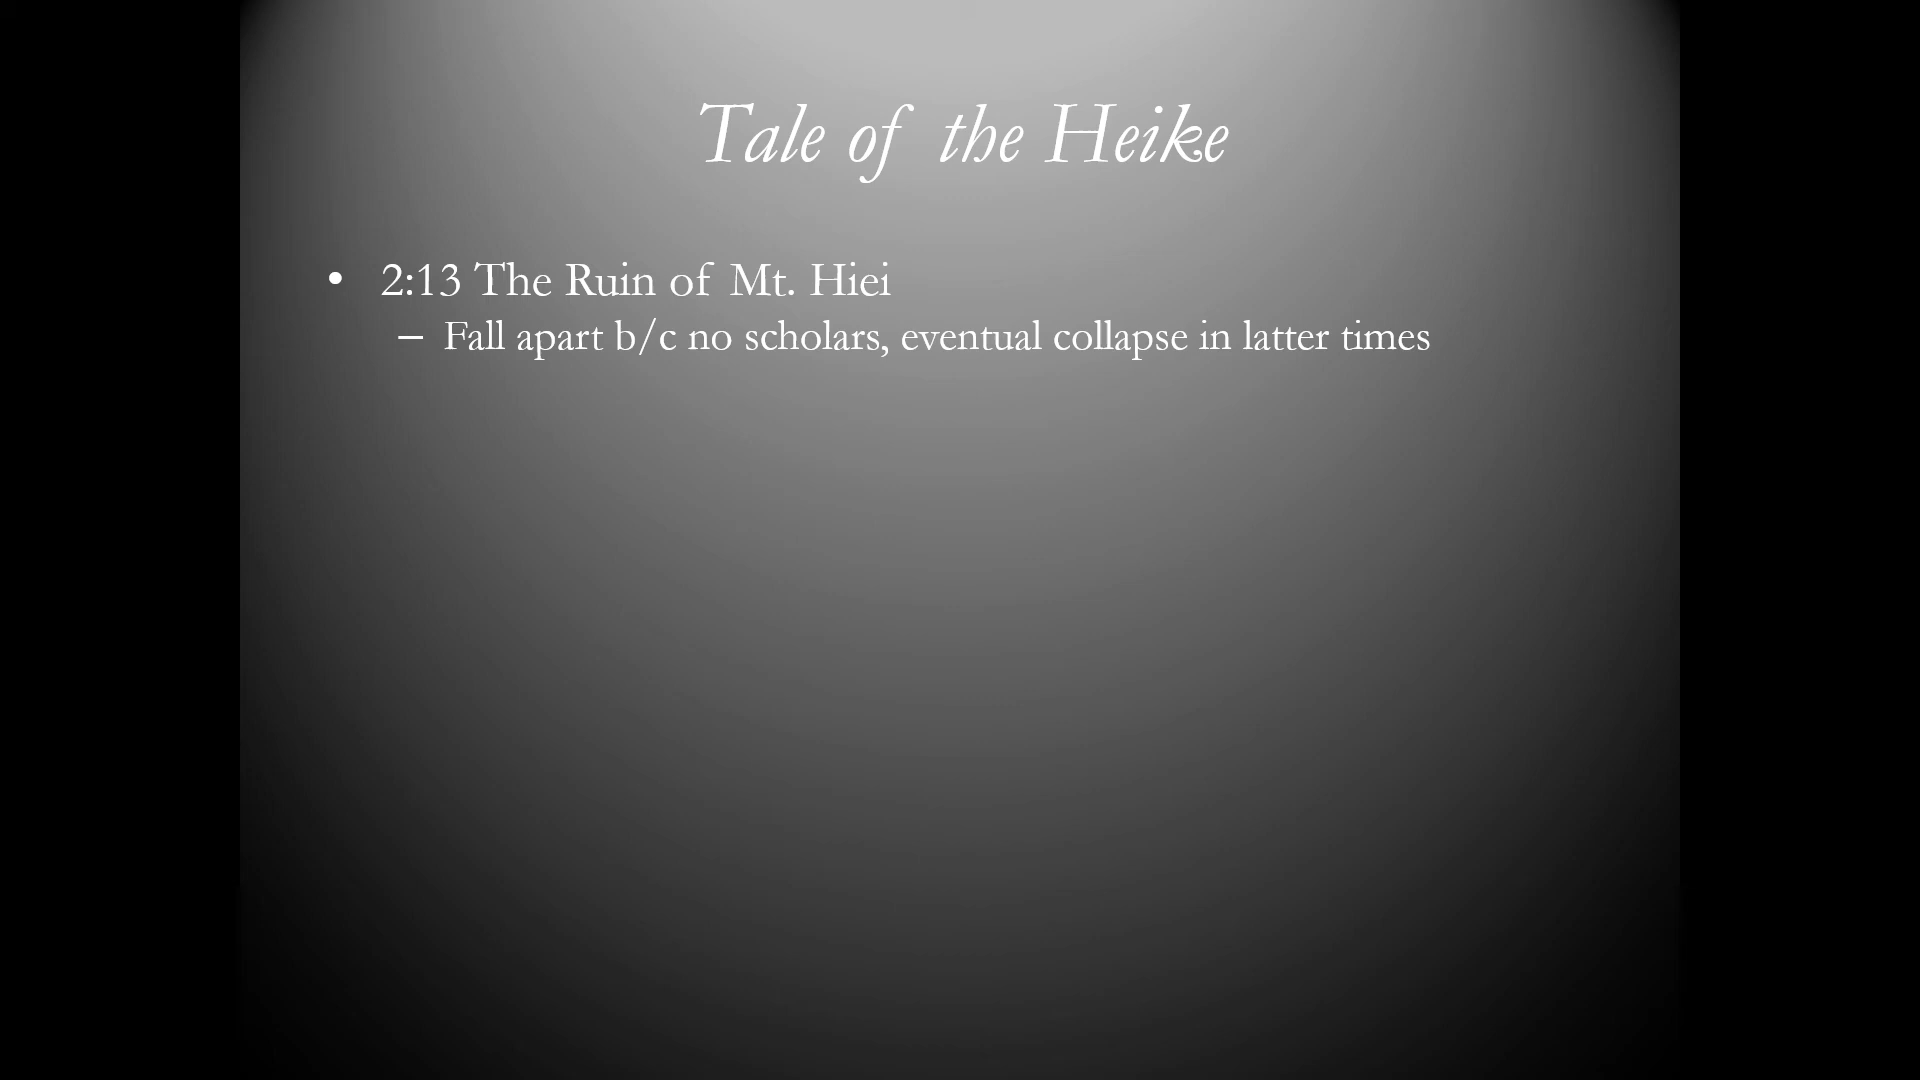 Tale of the Heike
• 2:13 The Ruin of Mt. Hiei
– Fall apart b/c no scholars, eventual collapse in latter times